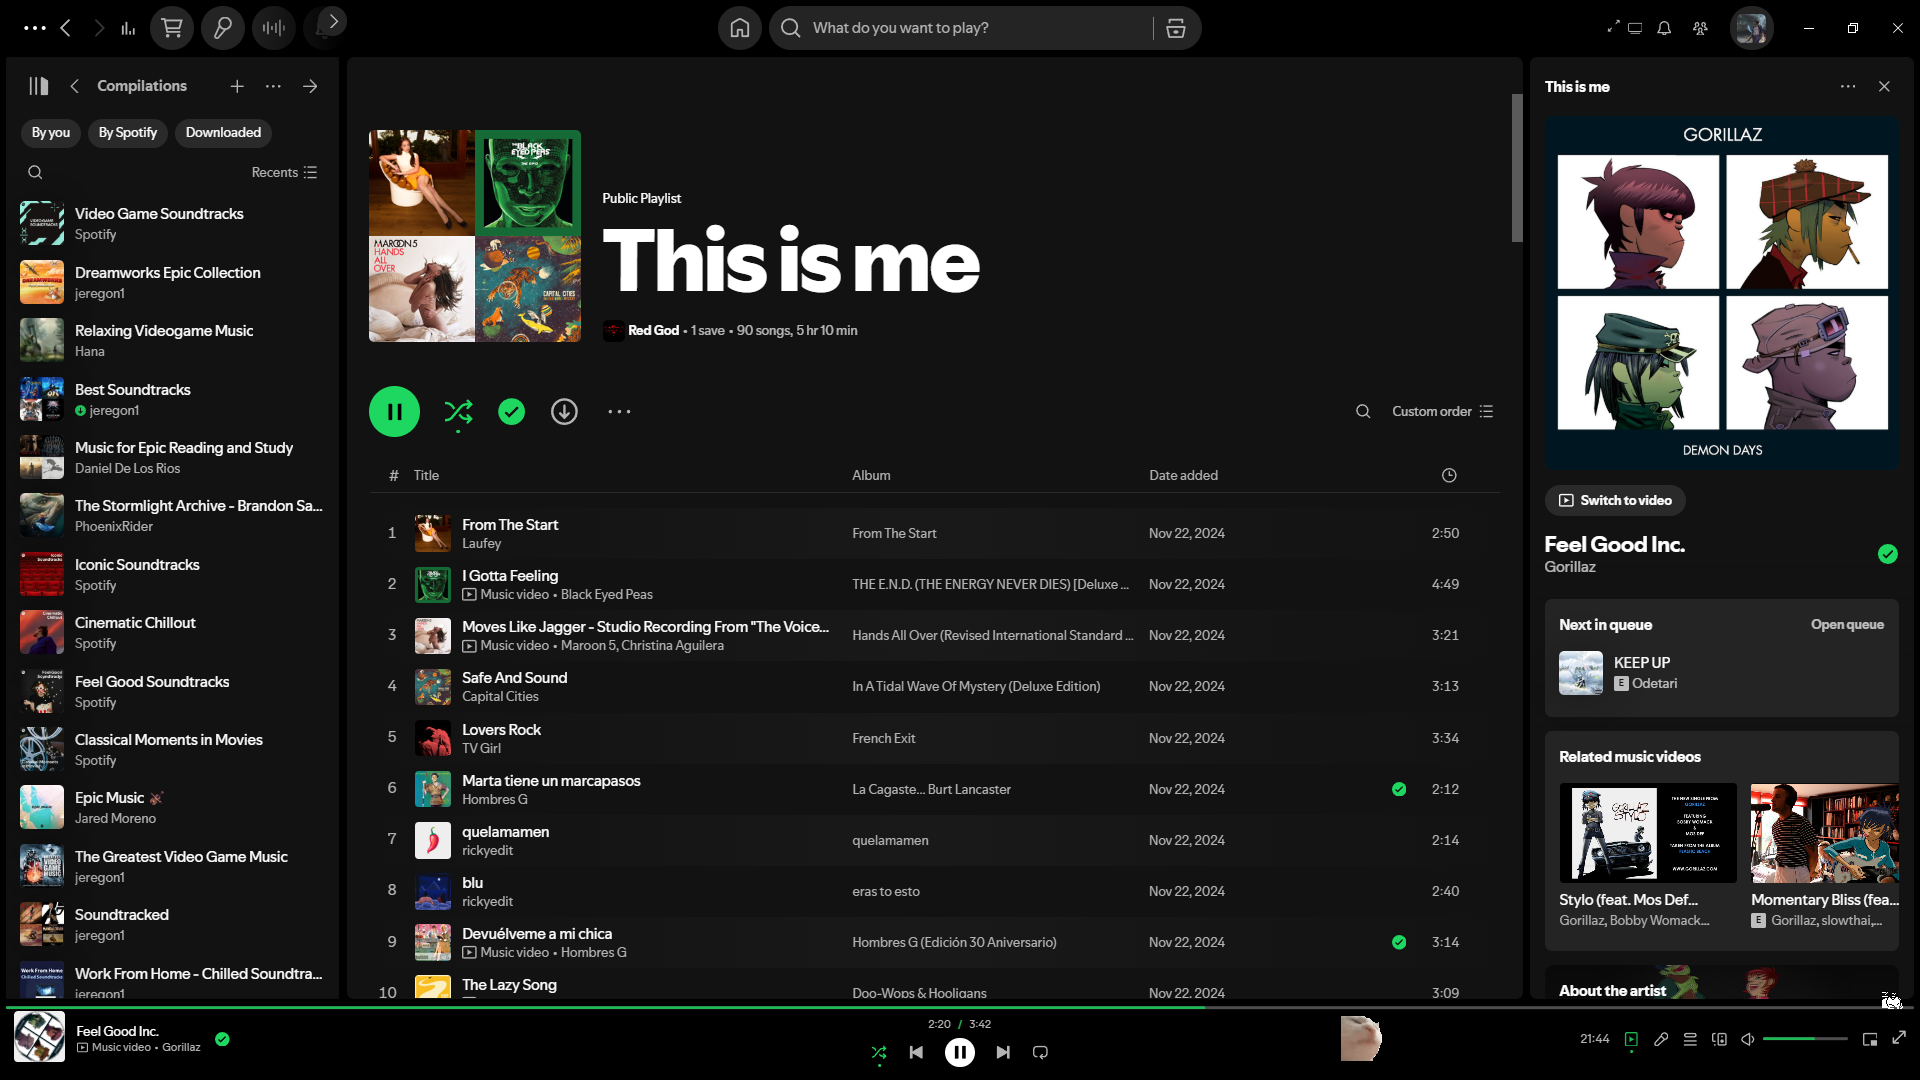 What do you want to play?
Compilations
By you
By Spotify
Downloaded
Recents
Video Game Soundtracks
Spotify
Dreamworks Epic Collection
jeregon1
Relaxing Videogame Music
Hana
Best Soundtracks
jeregon1
Music for Epic Reading and Study
Daniel De Los Rios
The Stormlight Archive - Brandon Sa...
PhoenixRider
Iconic Soundtracks
Spotify
Cinematic Chillout
Spotify
Feel Good Soundtracks
Spotify
Classical Moments in Movies
Spotify
Epic Music
Jared Moreno
The Greatest Video Game Music
jeregon1
Soundtracked
jeregon1
Work From Home - Chilled Soundtra...
jeregon1
BLACK EYED PEAS
MAROON 5
HANDS
ALL
OVER
CAPITAL CITIES
Public Playlist
This is me
Red God • 1 save • 90 songs, 5 hr 10 min
Custom order
# Title Album Date added
1 From The Start From The Start Nov 22, 2024 2:50
Laufey
2 I Gotta Feeling THE E.N.D. (THE ENERGY NEVER DIES) [Deluxe ... Nov 22, 2024 4:49
Music video • Black Eyed Peas
3 Moves Like Jagger - Studio Recording From "The Voice... Hands All Over (Revised International Standard ... Nov 22, 2024 3:21
Music video • Maroon 5, Christina Aguilera
4 Safe And Sound In A Tidal Wave Of Mystery (Deluxe Edition) Nov 22, 2024 3:13
Capital Cities
5 Lovers Rock French Exit Nov 22, 2024 3:34
TV Girl
6 Marta tiene un marcapasos La Cagaste... Burt Lancaster Nov 22, 2024 2:12
Hombres G
7 quelamamen quelamamen Nov 22, 2024 2:14
rickyedit
8 blu eras to esto Nov 22, 2024 2:40
rickyedit
9 Devuélveme a mi chica Hombres G (Edición 30 Aniversario) Nov 22, 2024 3:14
Music video • Hombres G
10 The Lazy Song Doo-Wops & Hooligans Nov 22, 2024 3:09
This is me
GORILLAZ
DEMON DAYS
Switch to video
Feel Good Inc.
Gorillaz
Next in queue Open queue
KEEP UP
E Odetari
Related music videos
Stylo (feat. Mos Def...
Gorillaz, Bobby Womack...
Momentary Bliss (fea...
E Gorillaz, slowthai,...
About the artist
Feel Good Inc.
Music video • Gorillaz
2:20 / 3:42
21:44